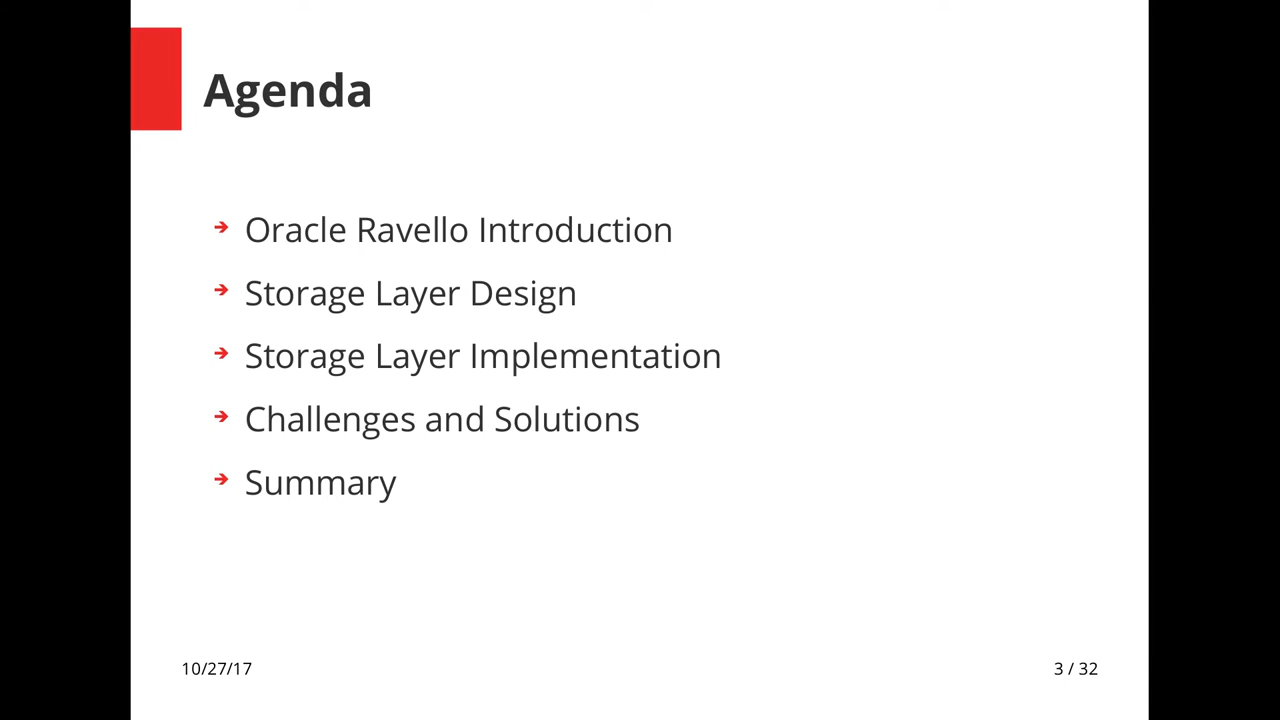 Agenda
Oracle Ravello Introduction
Storage Layer Design
Storage Layer Implementation
Challenges and Solutions
Summary
10/27/17
3 / 32